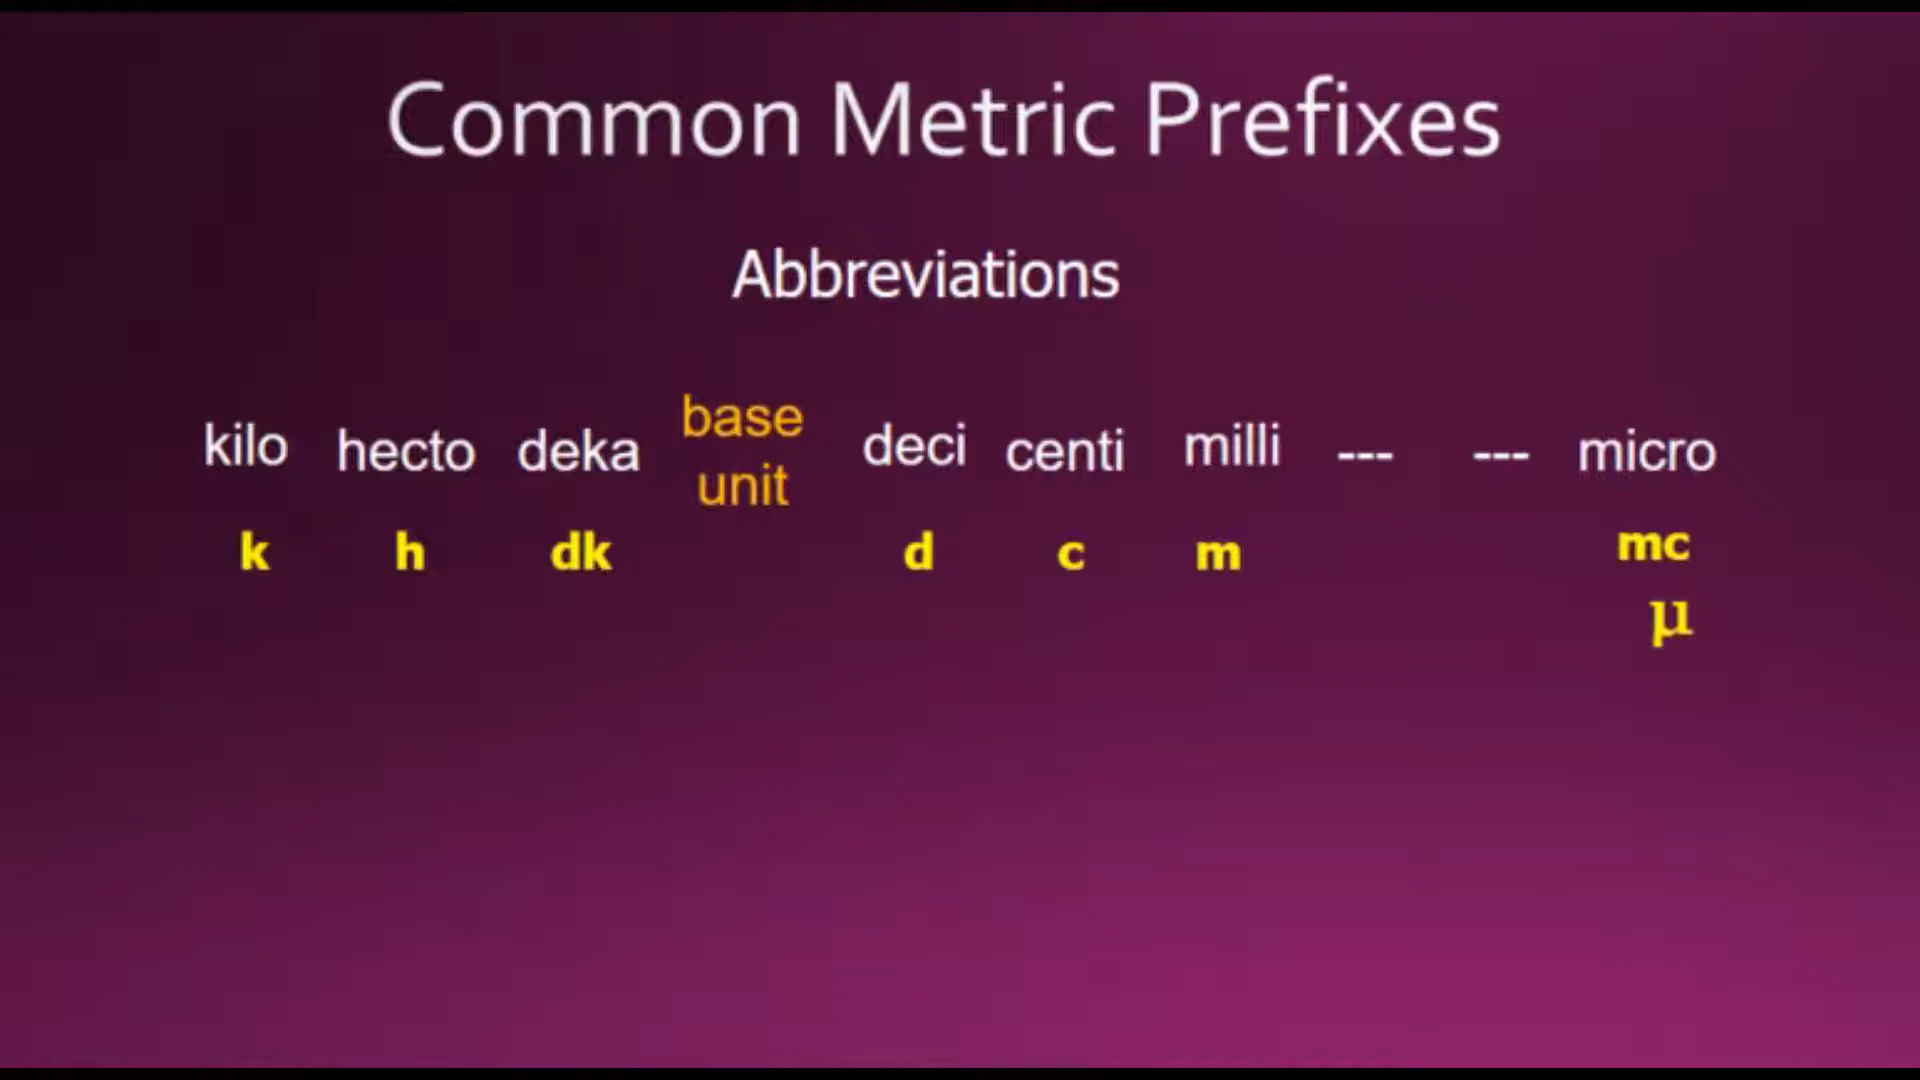 Common Metric Prefixes
Abbreviations
kilo hecto deka base unit deci centi milli --- --- micro
k h dk d c m mc
µ